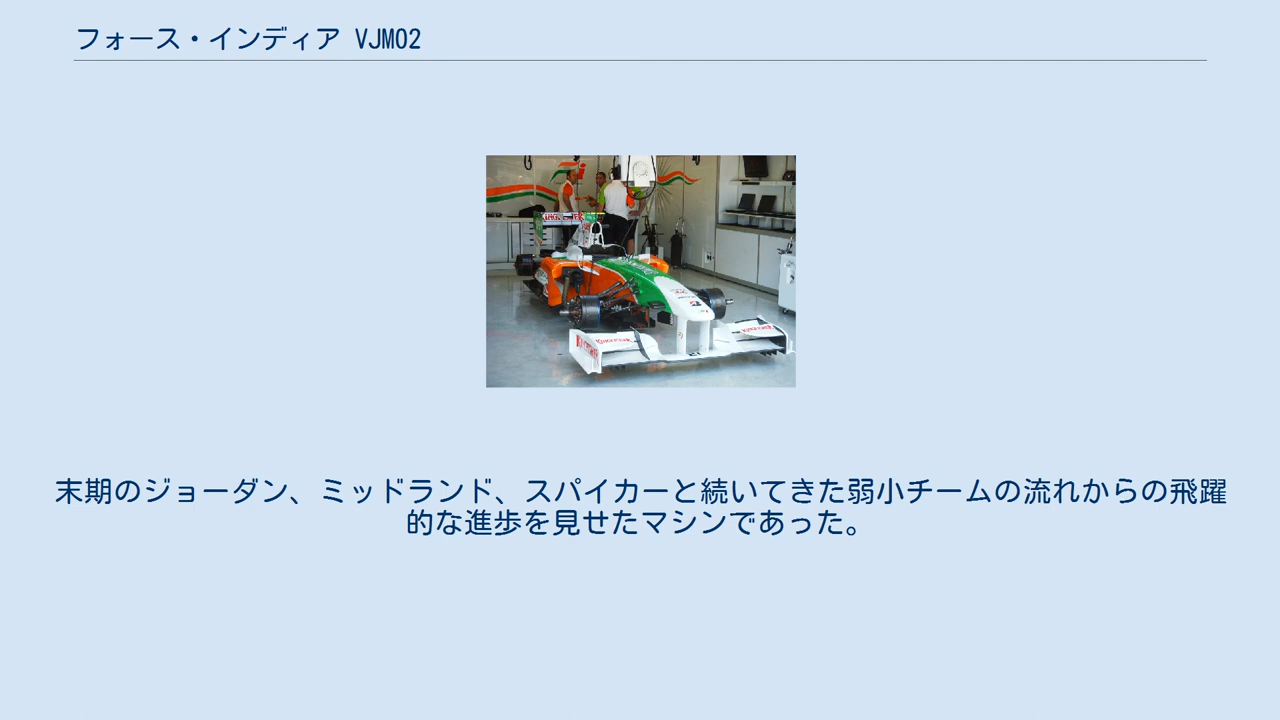 フォース・インディア VJM02
末期のジョーダン、ミッドランド、スパイカーと続いてきた弱小チームの流れからの飛躍
的な進歩を見せたマシンであった。